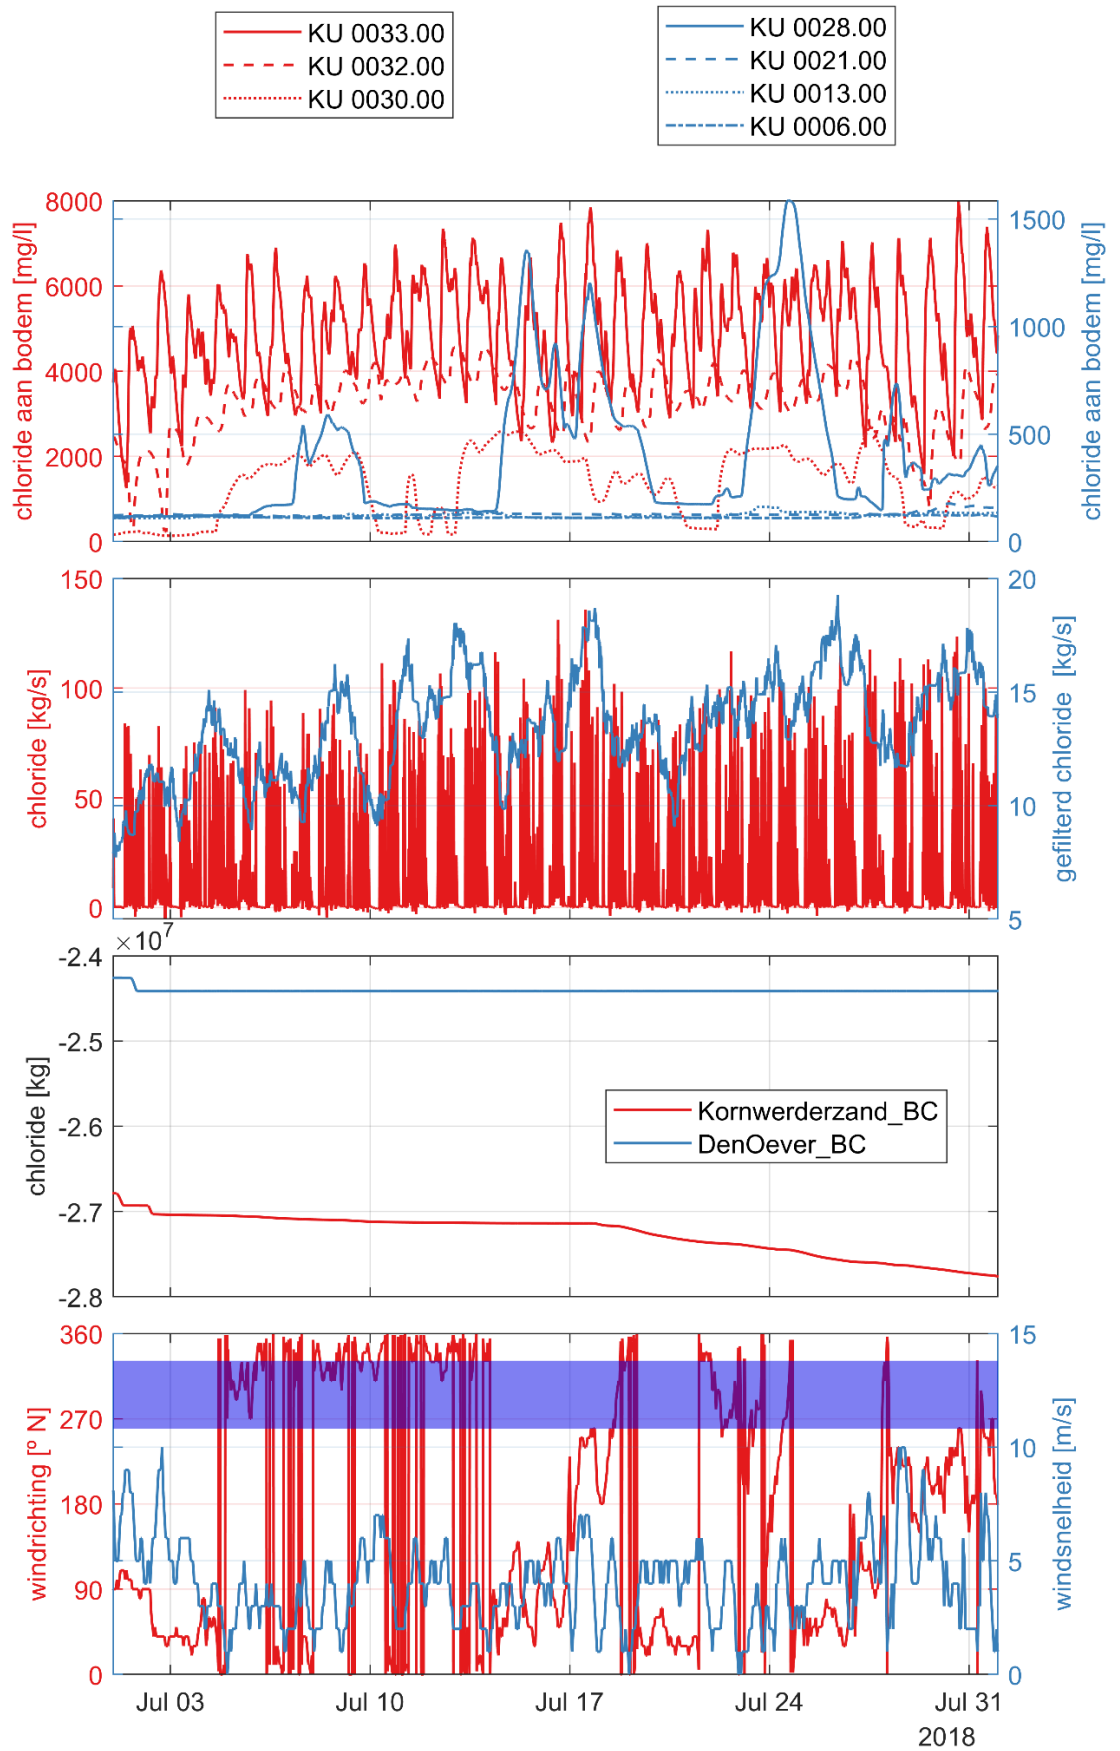 KU 0033.00
KU 0032.00
KU 0030.00
KU 0028.00
KU 0021.00
KU 0013.00
KU 0006.00
chloride aan bodem [mg/l]
8000
6000
4000
2000
0
1500
1000
500
0
chloride aan bodem [mg/l]
chloride [kg/s]
150
100
50
0
20
15
10
5
gefilterd chloride [kg/s]
×10⁷
chloride [kg]
-2.4
-2.5
-2.6
-2.7
-2.8
Kornwerderzand_BC
DenOever_BC
windrichting [º N]
360
270
180
90
0
15
10
5
0
windsnelheid [m/s]
Jul 03
Jul 10
Jul 17
Jul 24
Jul 31
2018